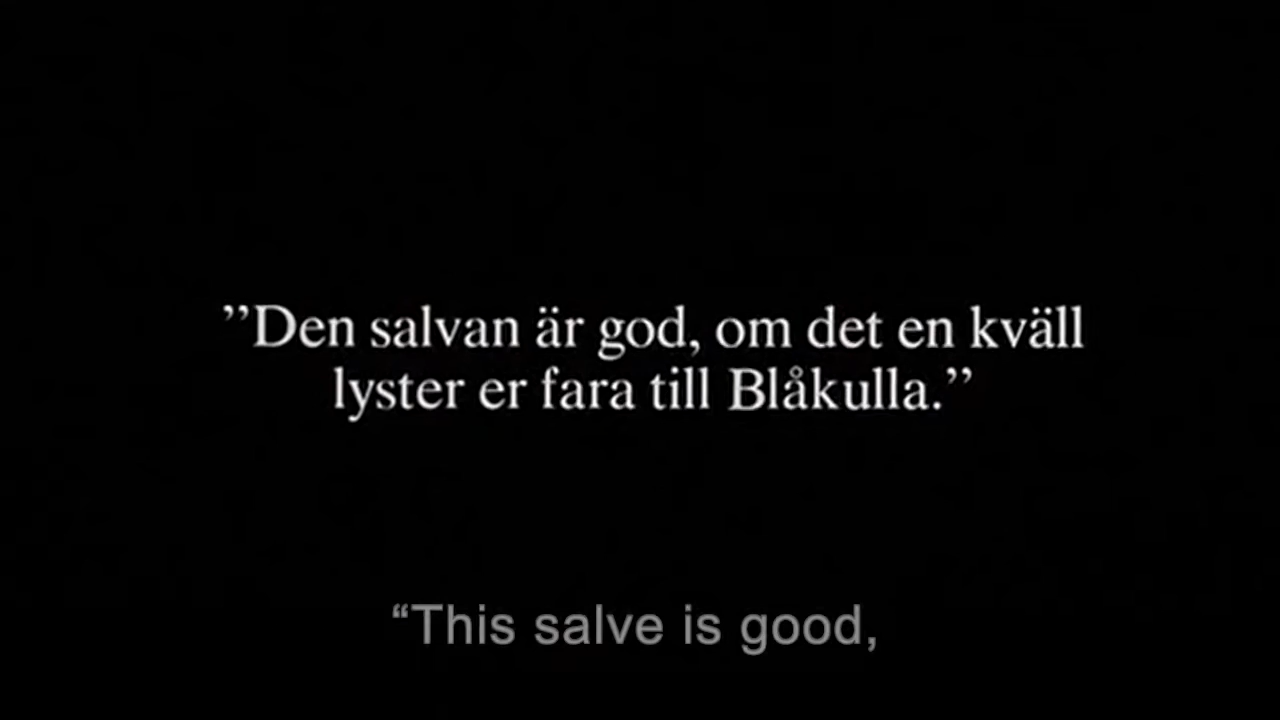 ”Den salvan är god, om det en kväll
lyster er fara till Blåkulla.”
“This salve is good,